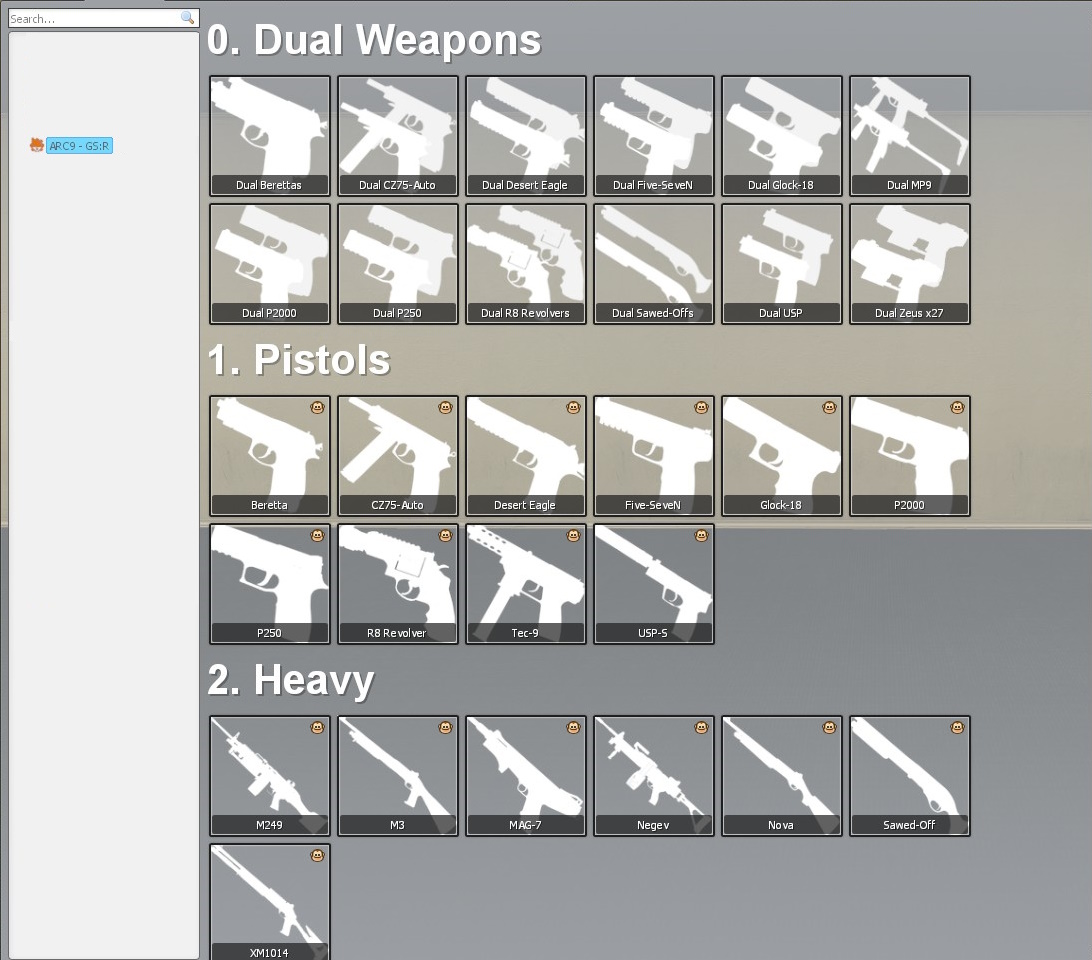 Search...
ARC9 - GS:R
0. Dual Weapons
Dual Berettas
Dual CZ75-Auto
Dual Desert Eagle
Dual Five-SeveN
Dual Glock-18
Dual MP9
Dual P2000
Dual P250
Dual R8 Revolvers
Dual Sawed-Offs
Dual USP
Dual Zeus x27
1. Pistols
Beretta
CZ75-Auto
Desert Eagle
Five-SeveN
Glock-18
P2000
P250
R8 Revolver
Tec-9
USP-S
2. Heavy
M249
M3
MAG-7
Negev
Nova
Sawed-Off
XM1014